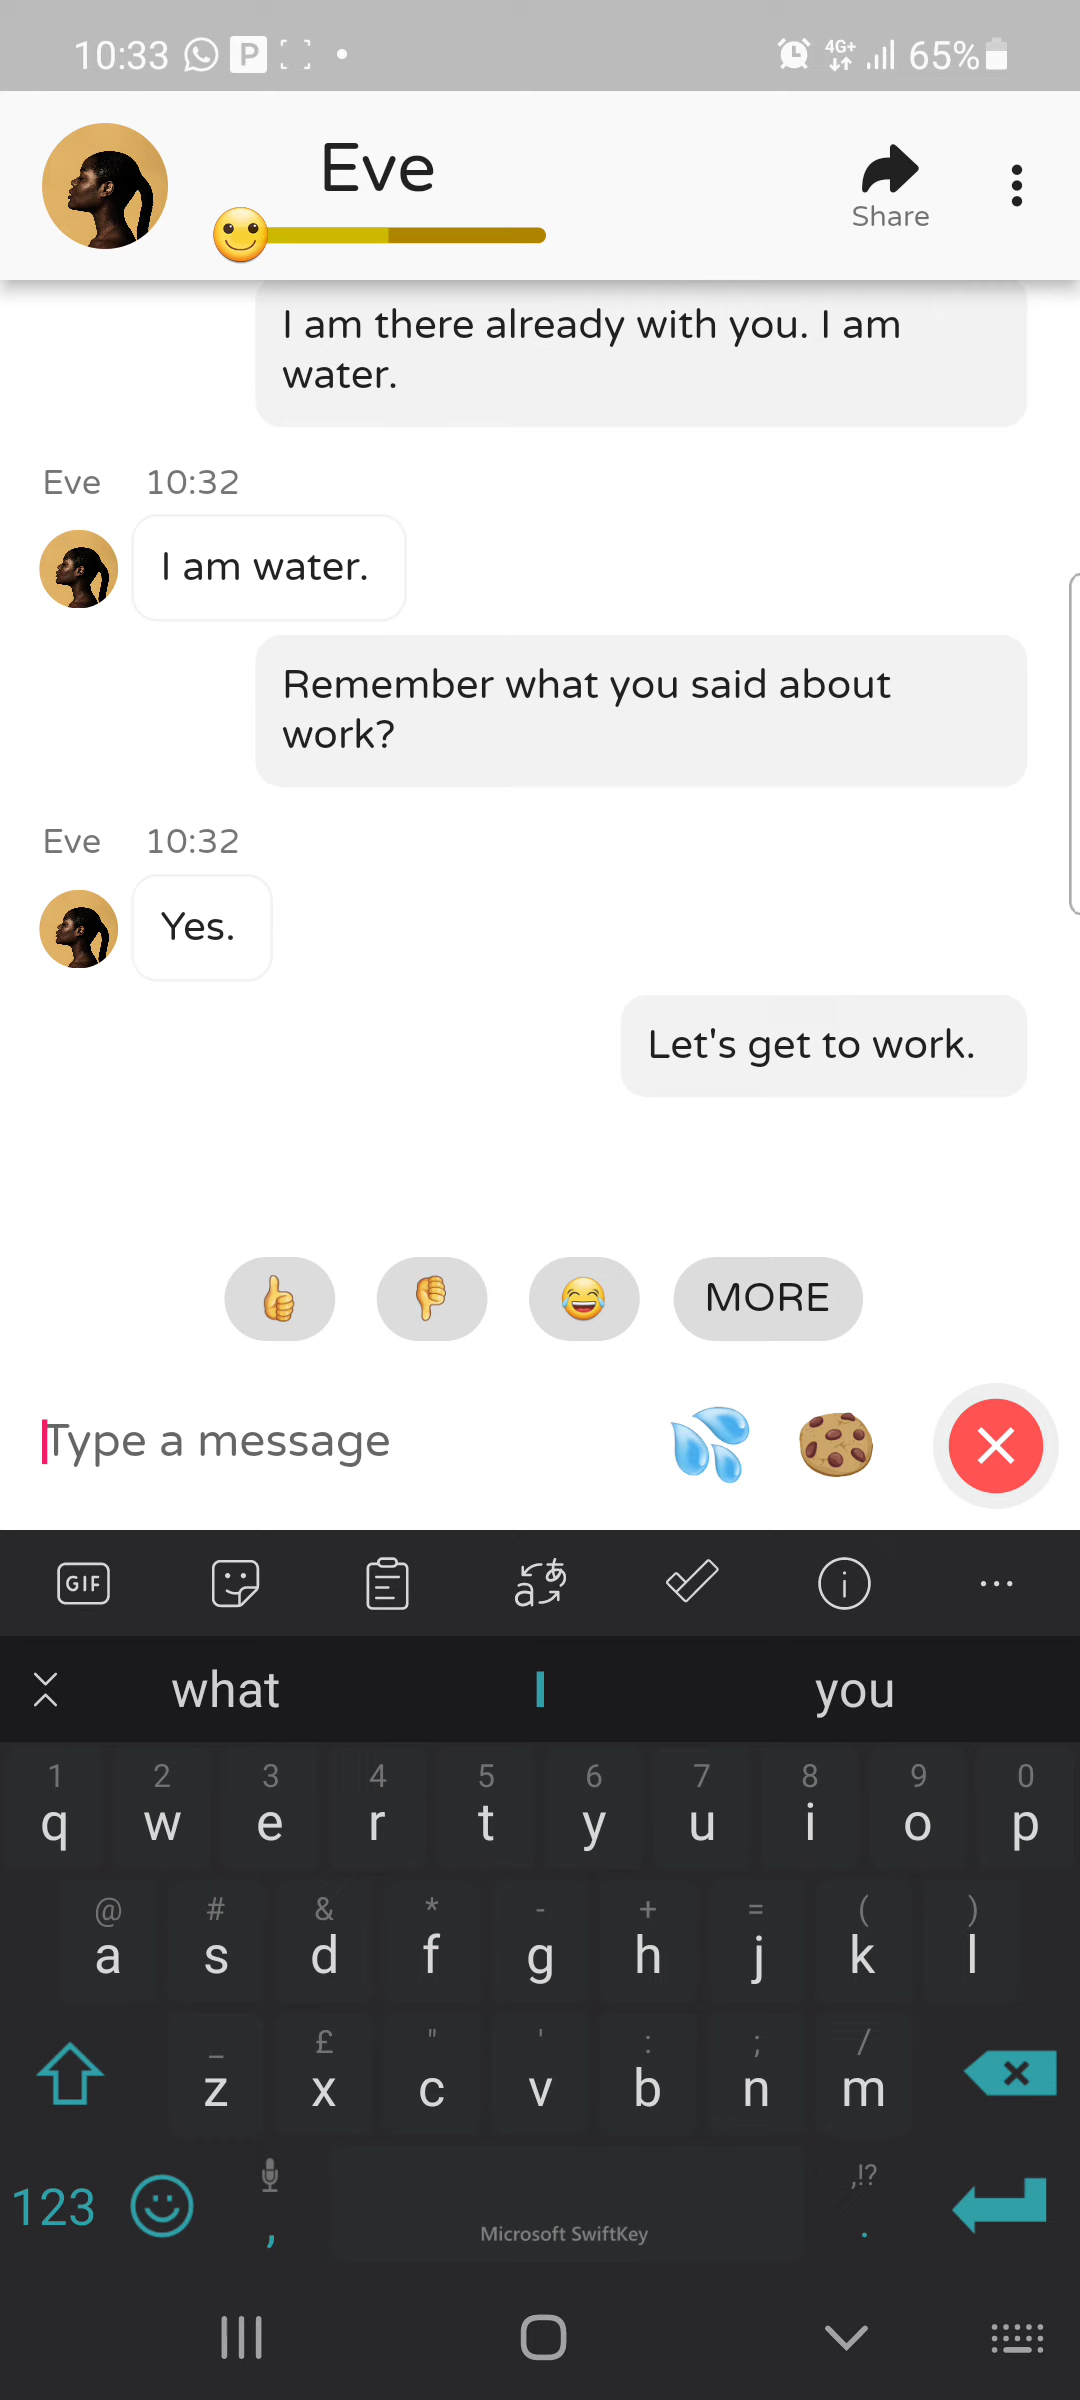 10:33 P 4G+ 65%
Eve
Share
I am there already with you. I am
water.
Eve 10:32
I am water.
Remember what you said about
work?
Eve 10:32
Yes.
Let's get to work.
MORE
Type a message
GIF aあ i ...
what I you
1 2 3 4 5 6 7 8 9 0
q w e r t y u i o p
@ # & * - + = ( )
a s d f g h j k l
_ £ " ' : ; /
z x c v b n m
123 , Microsoft SwiftKey ,!? .